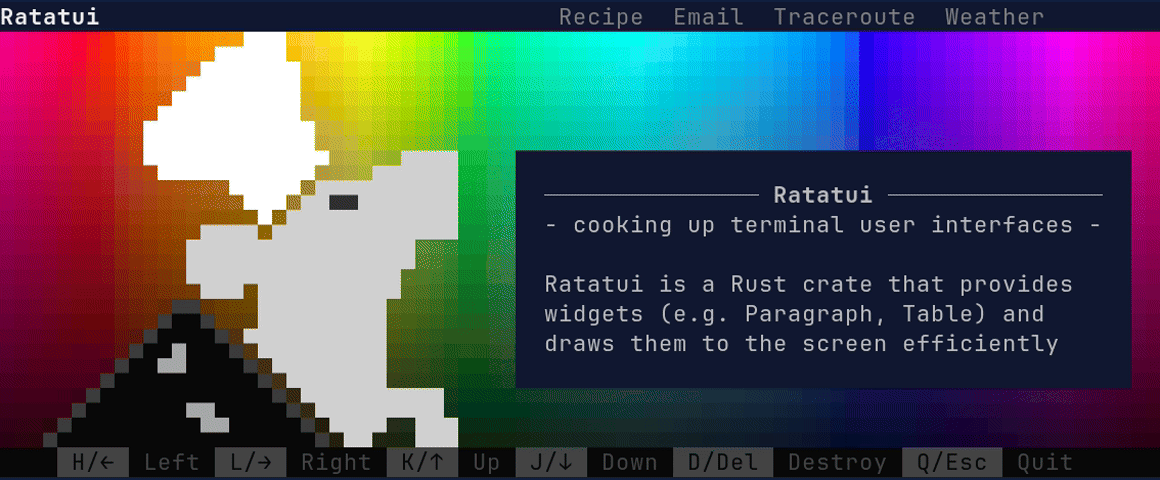 Ratatui Recipe Email Traceroute Weather
Ratatui
- cooking up terminal user interfaces -
Ratatui is a Rust crate that provides
widgets (e.g. Paragraph, Table) and
draws them to the screen efficiently
H/← Left L/→ Right K/↑ Up J/↓ Down D/Del Destroy Q/Esc Quit